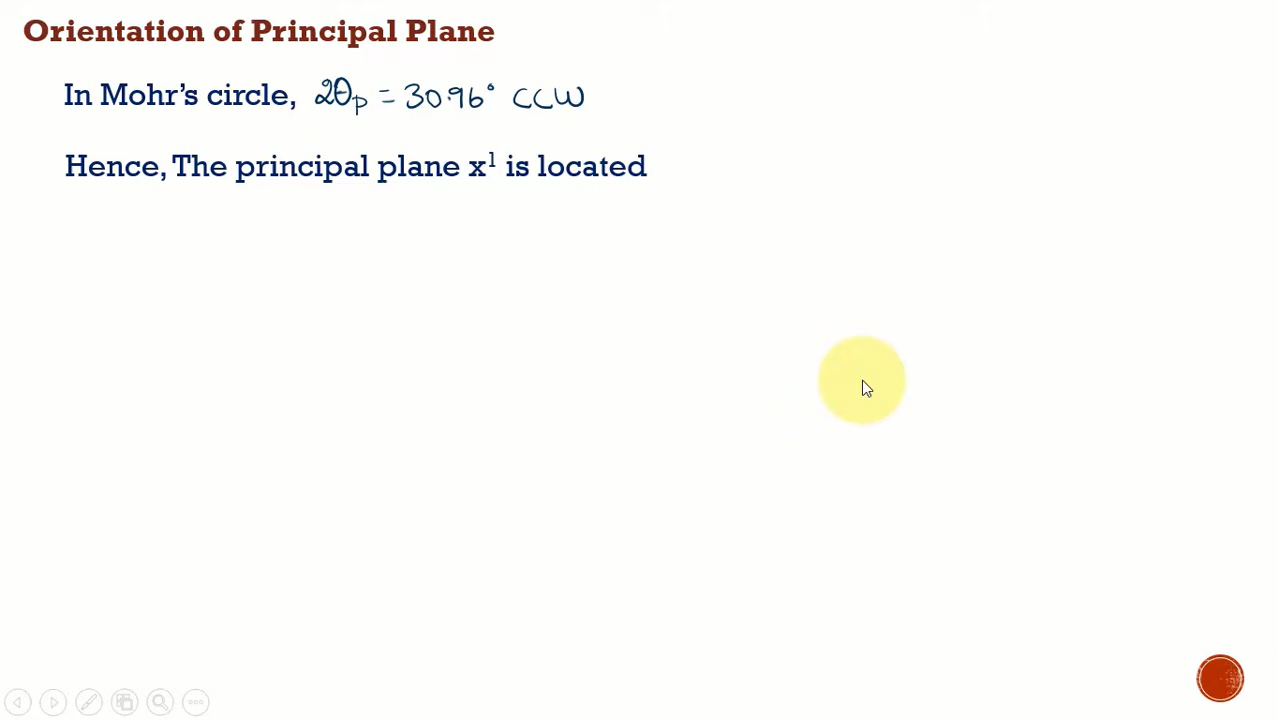 Orientation of Principal Plane
In Mohr's circle, 2θp = 30.96° CCW
Hence, The principal plane x¹ is located